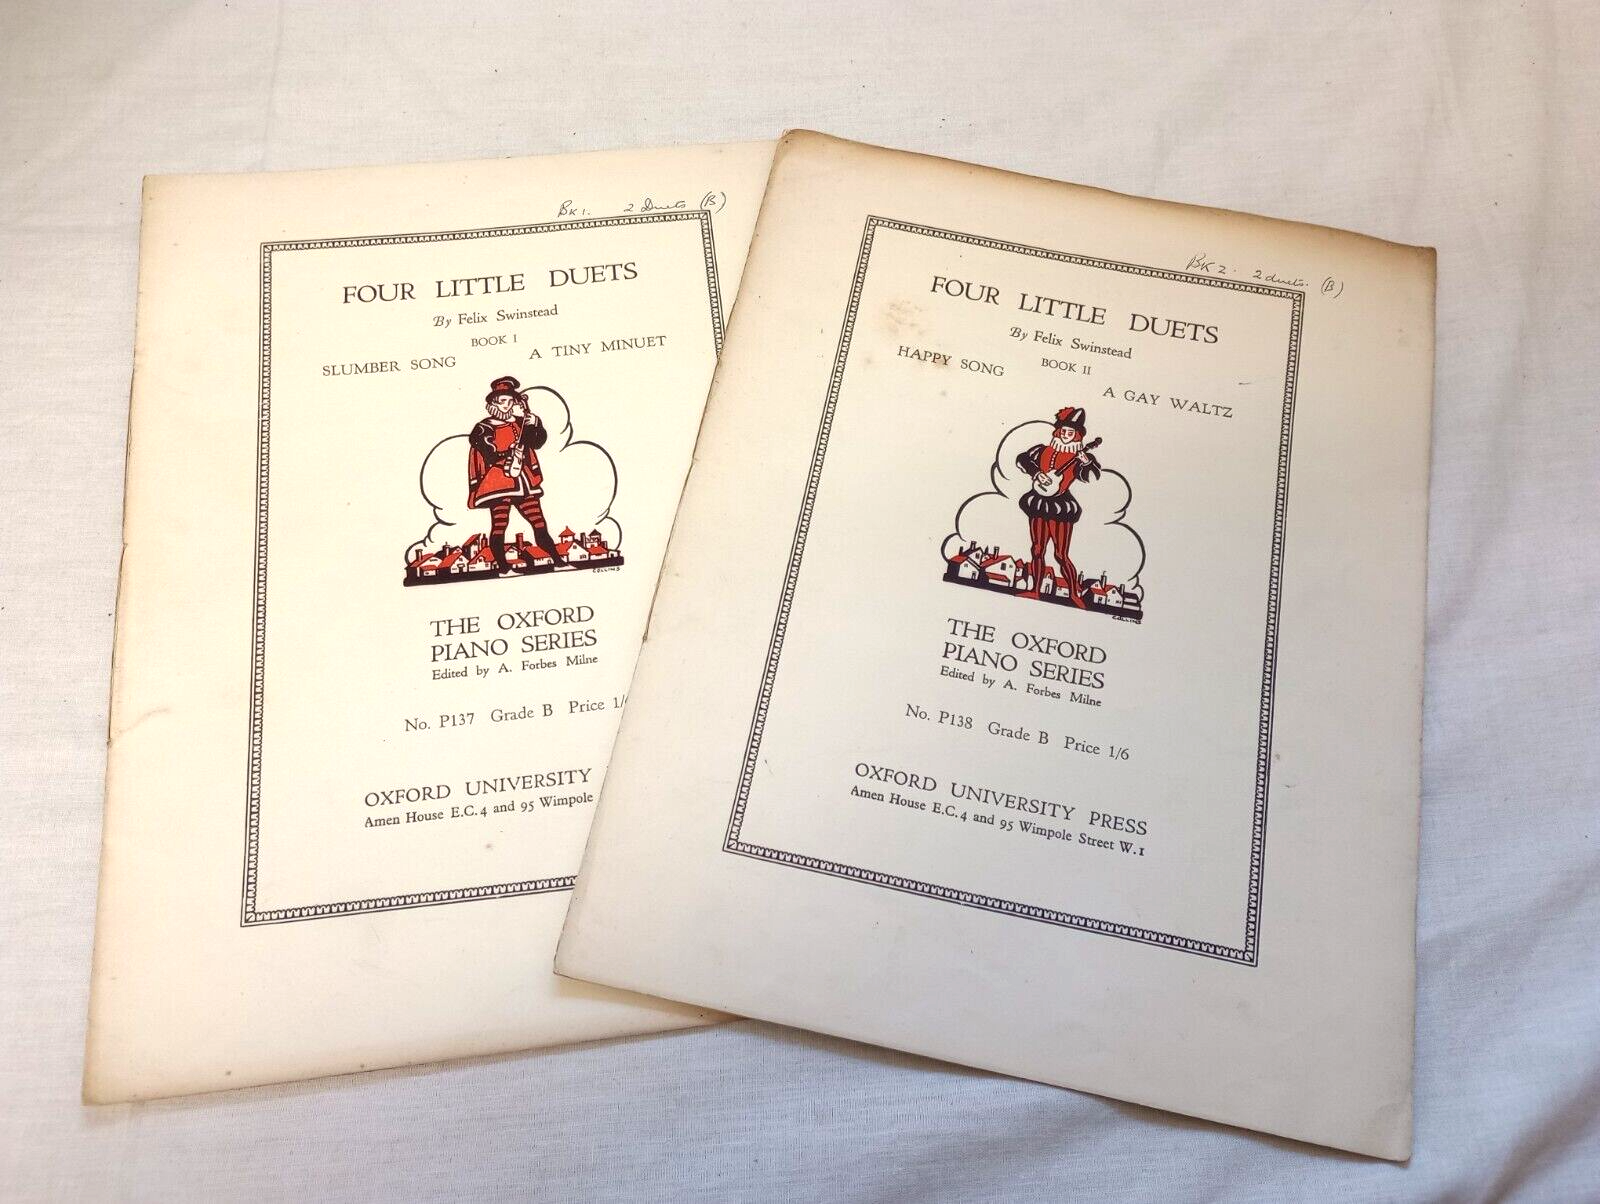 BK 1. 2 Duets (B)
FOUR LITTLE DUETS
By Felix Swinstead
BOOK I
SLUMBER SONG
A TINY MINUET
COLLINS
THE OXFORD
PIANO SERIES
Edited by A. Forbes Milne
No. P137 Grade B Price 1/6
OXFORD UNIVERSITY
Amen House E.C.4 and 95 Wimpole
BK 2. 2 duets. (B)
FOUR LITTLE DUETS
By Felix Swinstead
BOOK II
HAPPY SONG
A GAY WALTZ
COLLINS
THE OXFORD
PIANO SERIES
Edited by A. Forbes Milne
No. P138 Grade B Price 1/6
OXFORD UNIVERSITY PRESS
Amen House E.C.4 and 95 Wimpole Street W.1